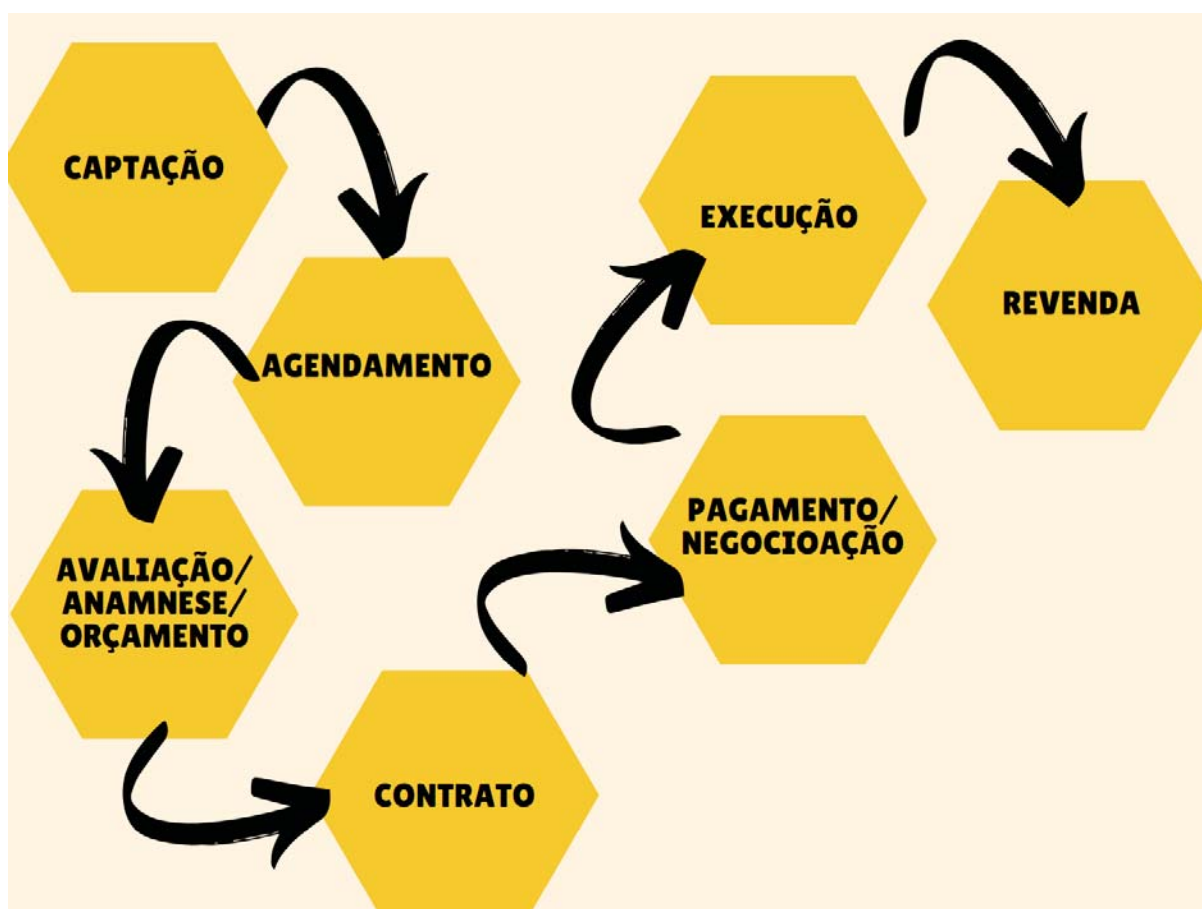 CAPTAÇÃO
AGENDAMENTO
AVALIAÇÃO/
ANAMNESE/
ORÇAMENTO
CONTRATO
PAGAMENTO/
NEGOCIOAÇÃO
EXECUÇÃO
REVENDA